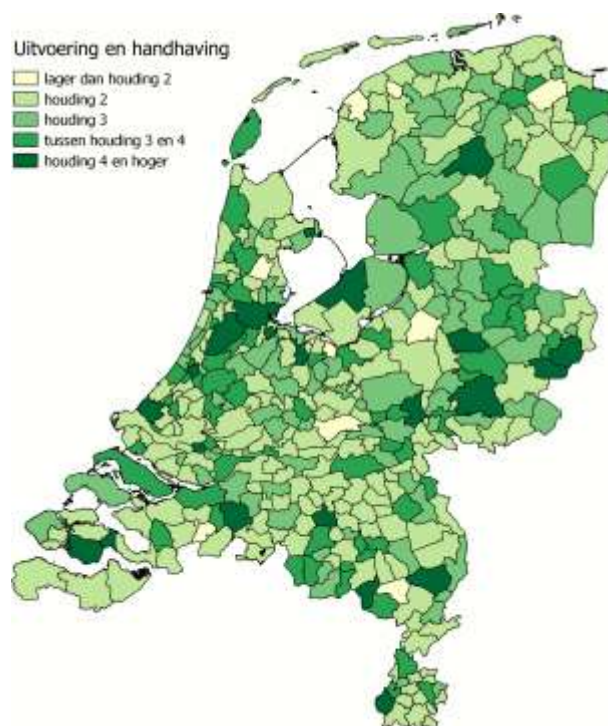 Uitvoering en handhaving
lager dan houding 2
houding 2
houding 3
tussen houding 3 en 4
houding 4 en hoger